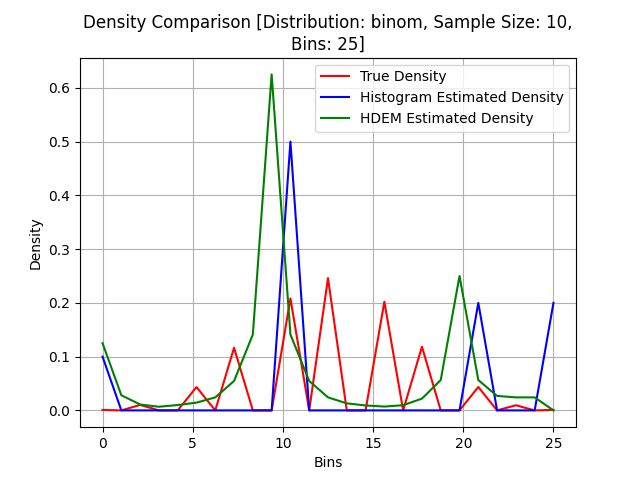 Density Comparison [Distribution: binom, Sample Size: 10,
Bins: 25]
True Density
Histogram Estimated Density
HDEM Estimated Density
Density
0.6
0.5
0.4
0.3
0.2
0.1
0.0
0 5 10 15 20 25
Bins